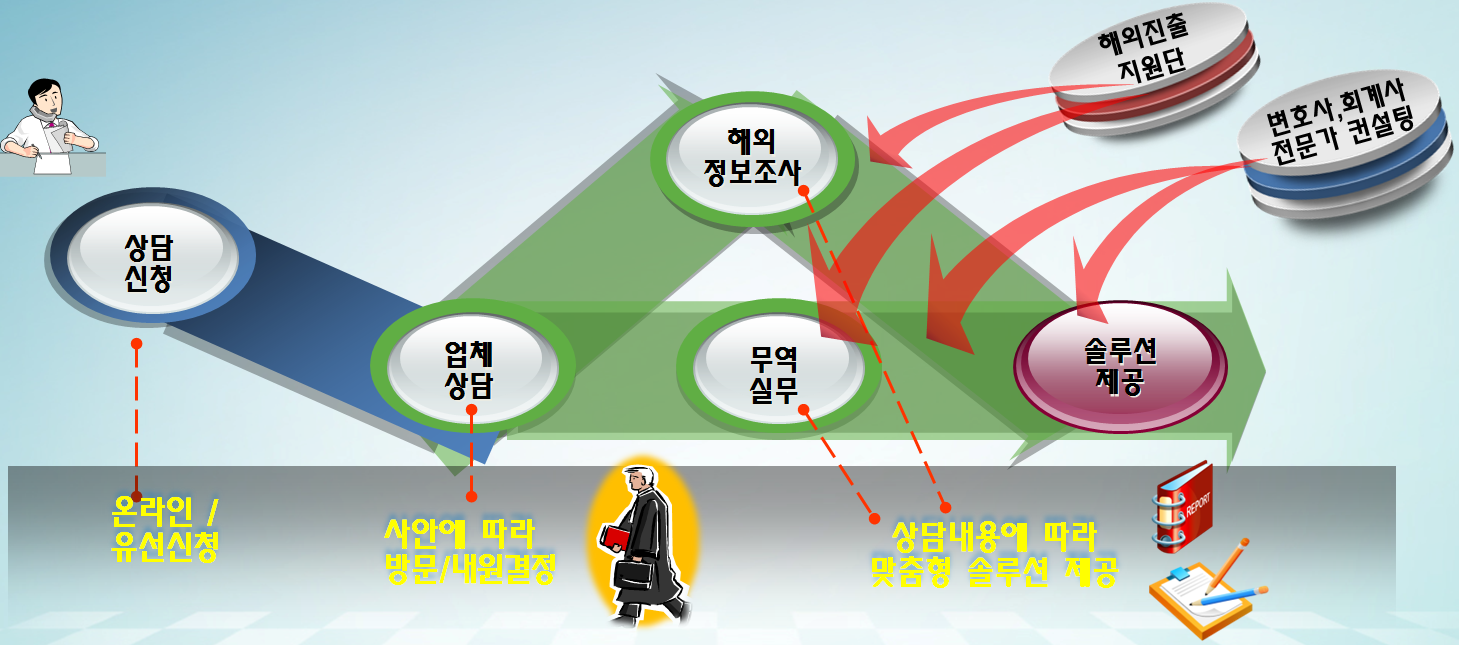 해외진출
지원단
변호사,회계사
전문가 컨설팅
해외
정보조사
상담
신청
업체
상담
무역
실무
솔루션
제공
온라인 /
유선신청
사안에 따라
방문/내원결정
상담내용에 따라
맞춤형 솔루션 제공
REPORT